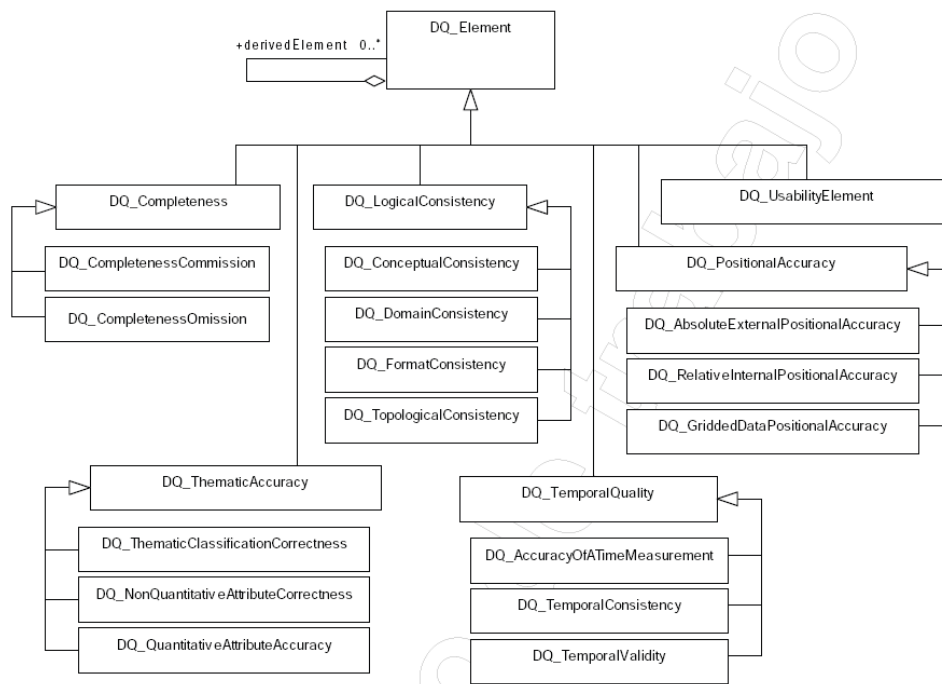 DQ_Element
+derivedElement 0..*
DQ_Completeness
DQ_CompletenessCommission
DQ_CompletenessOmission
DQ_LogicalConsistency
DQ_ConceptualConsistency
DQ_DomainConsistency
DQ_FormatConsistency
DQ_TopologicalConsistency
DQ_UsabilityElement
DQ_PositionalAccuracy
DQ_AbsoluteExternalPositionalAccuracy
DQ_RelativeInternalPositionalAccuracy
DQ_GriddedDataPositionalAccuracy
DQ_ThematicAccuracy
DQ_ThematicClassificationCorrectness
DQ_NonQuantitativeAttributeCorrectness
DQ_QuantitativeAttributeAccuracy
DQ_TemporalQuality
DQ_AccuracyOfATimeMeasurement
DQ_TemporalConsistency
DQ_TemporalValidity
trabajo